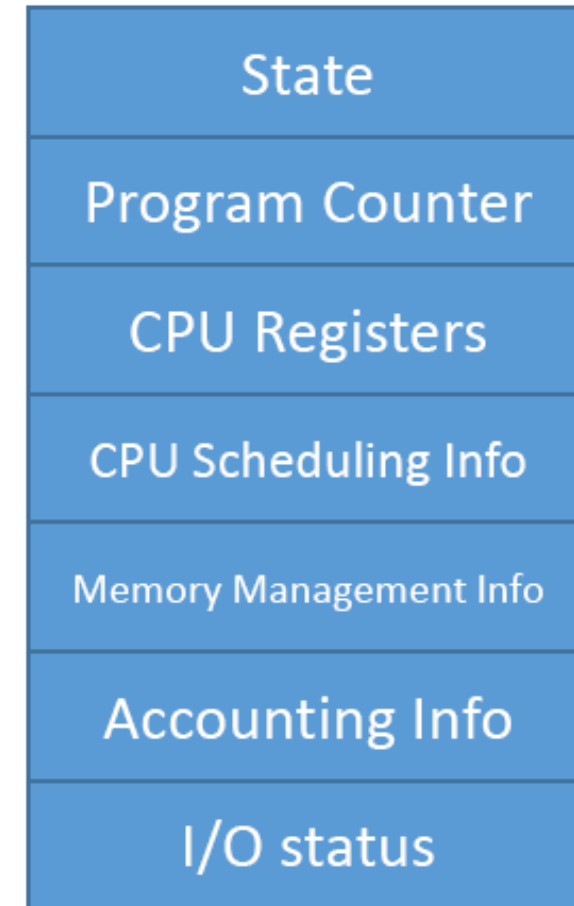 State
Program Counter
CPU Registers
CPU Scheduling Info
Memory Management Info
Accounting Info
I/O status